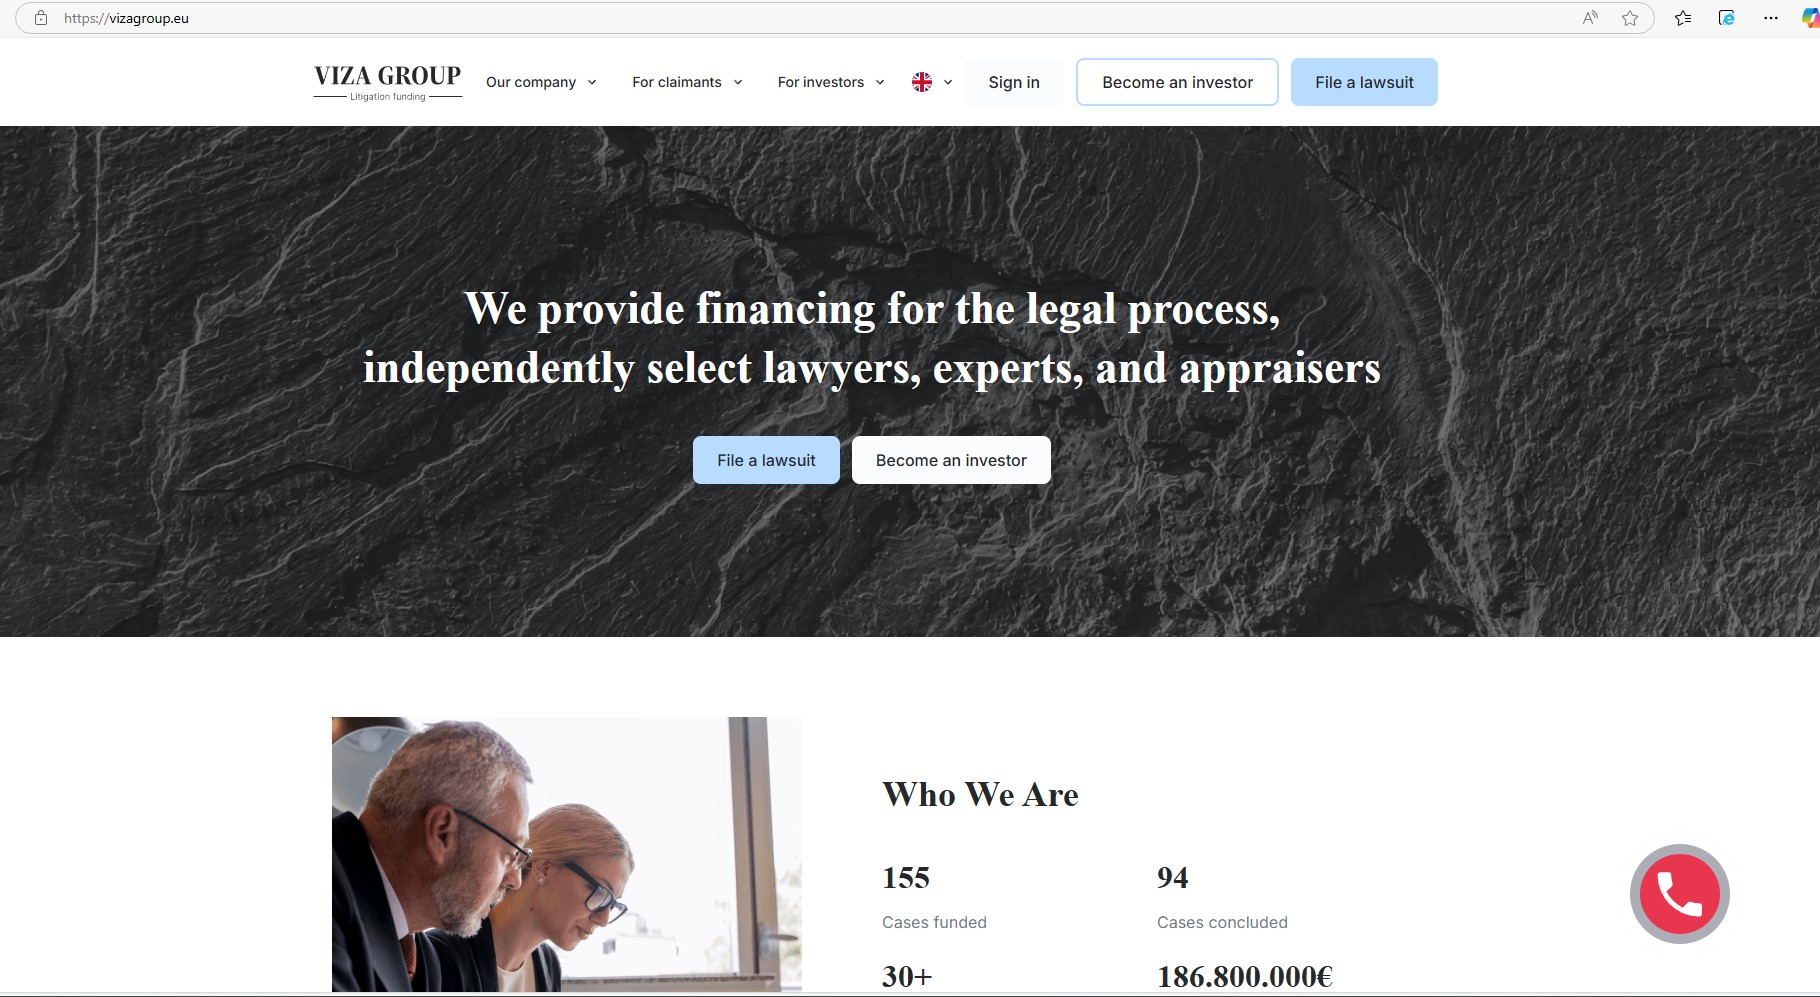 https://vizagroup.eu
VIZA GROUP
Litigation funding
Our company
For claimants
For investors
Sign in
Become an investor
File a lawsuit
We provide financing for the legal process,
independently select lawyers, experts, and appraisers
File a lawsuit
Become an investor
Who We Are
155
Cases funded
94
Cases concluded
30+
186.800.000€